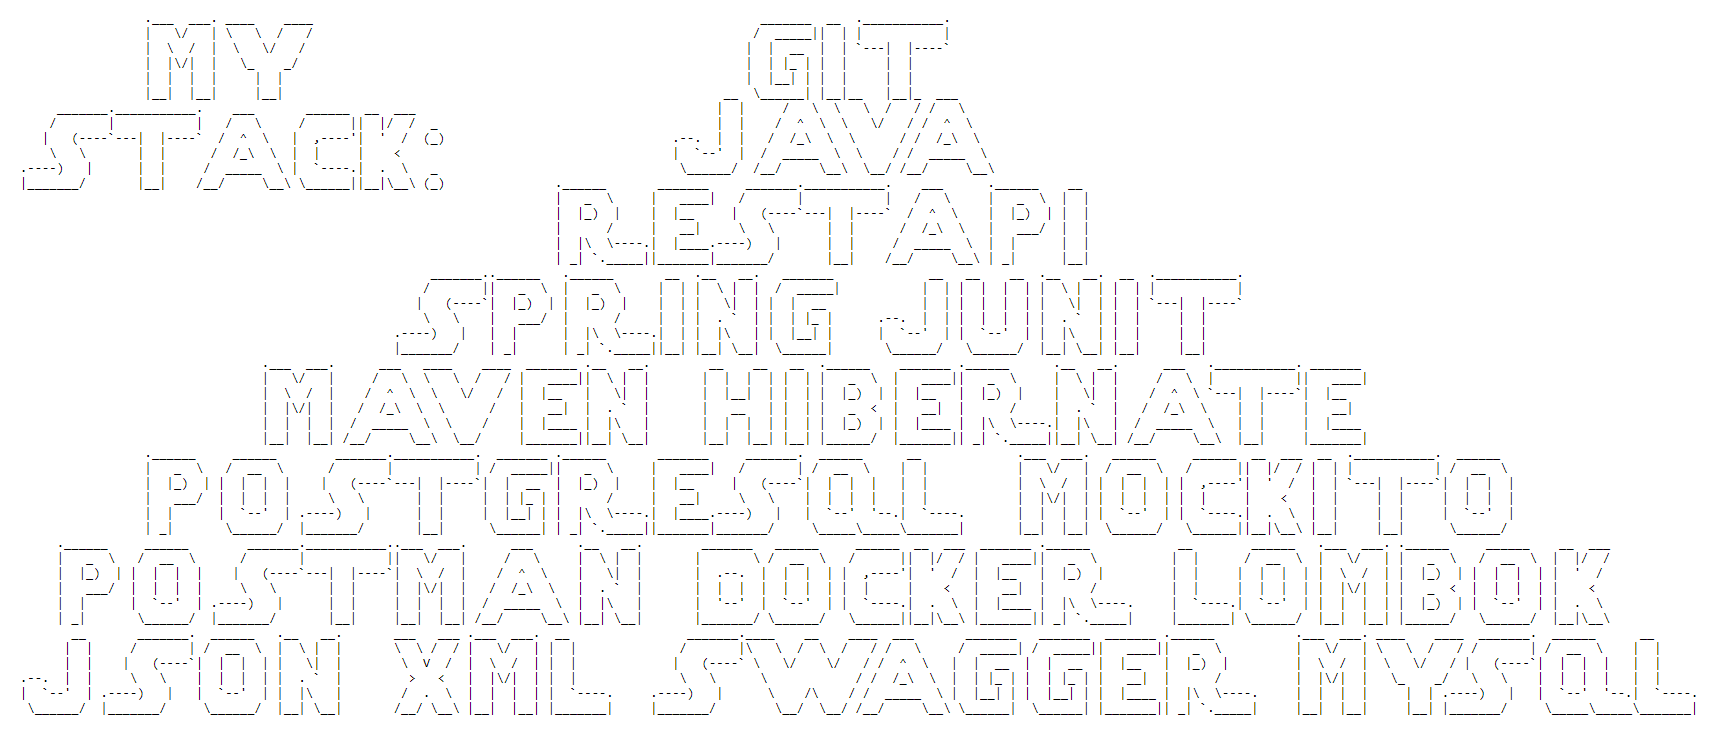 MY
STACK:
GIT
JAVA
REST API
SPRING JUNIT
MAVEN HIBERNATE
POSTGRESQL MOCKITO
POSTMAN DOCKER LOMBOK
JSON XML SWAGGER MYSQL